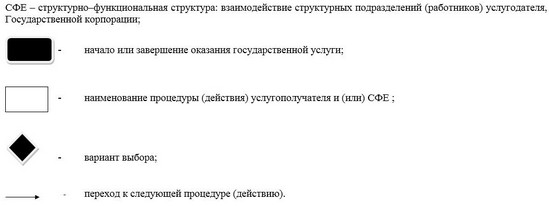 СФЕ – структурно–функциональная структура: взаимодействие структурных подразделений (работников) услугодателя,
Государственной корпорации;
- начало или завершение оказания государственной услуги;
- наименование процедуры (действия) услугополучателя и (или) СФЕ ;
- вариант выбора;
- переход к следующей процедуре (действию).